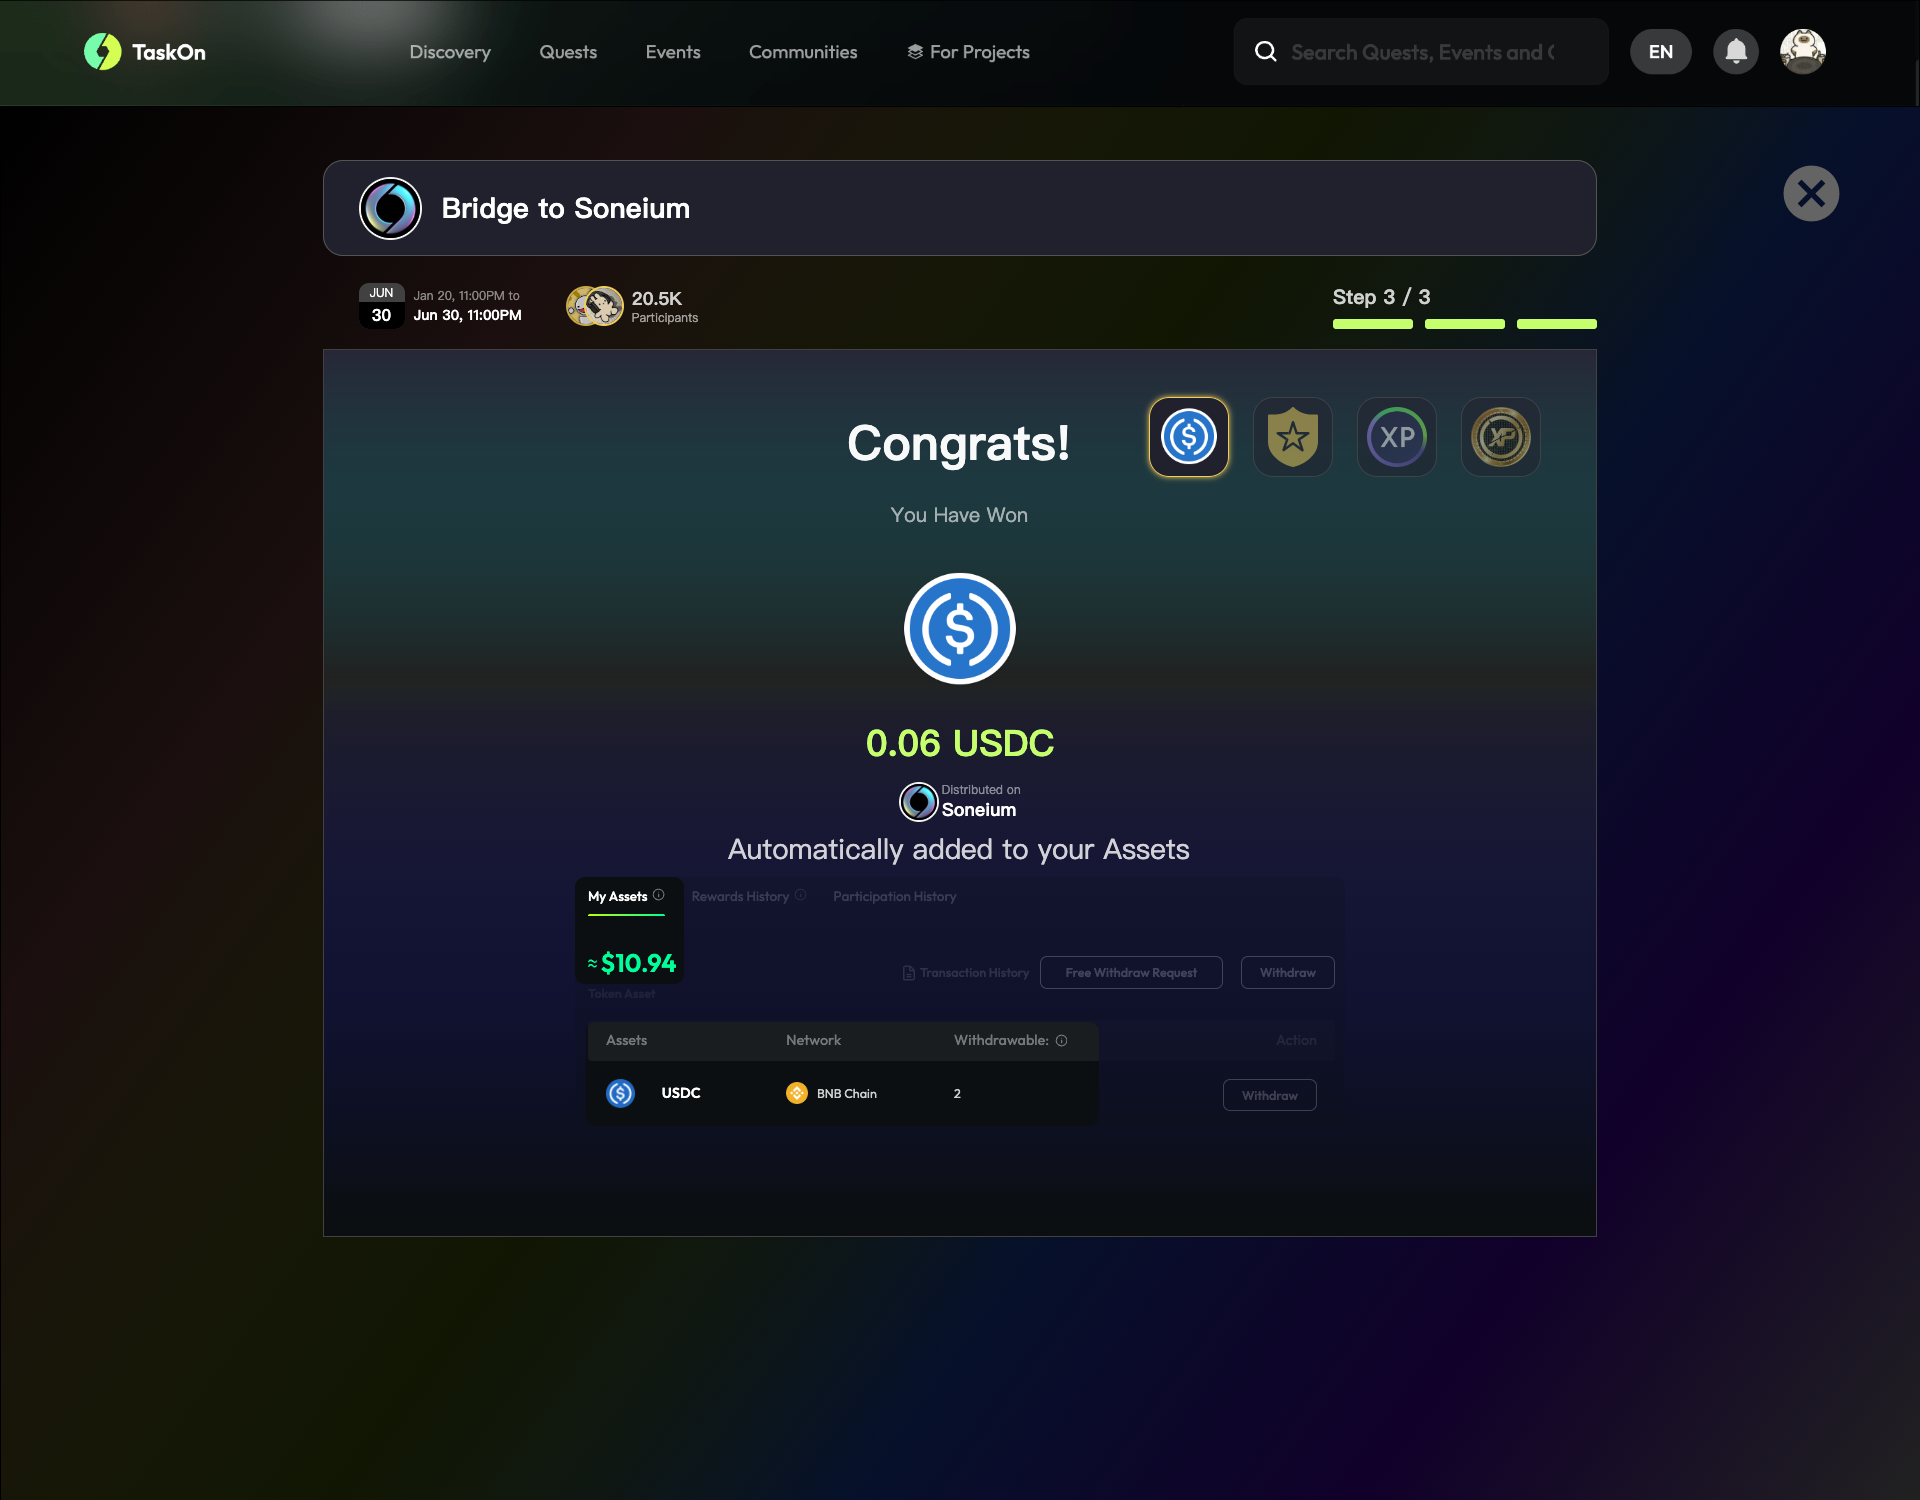 TaskOn
Discovery
Quests
Events
Communities
For Projects
Search Quests, Events and
EN
Bridge to Soneium
JUN
30
Jan 20, 11:00PM to
Jun 30, 11:00PM
20.5K
Participants
Step 3 / 3
Congrats!
XP
XP
You Have Won
$
0.06 USDC
Distributed on
Soneium
Automatically added to your Assets
My Assets
Rewards History
Participation History
≈$10.94
Transaction History
Free Withdraw Request
Withdraw
Token Asset
Assets
Network
Withdrawable:
Action
USDC
BNB Chain
2
Withdraw